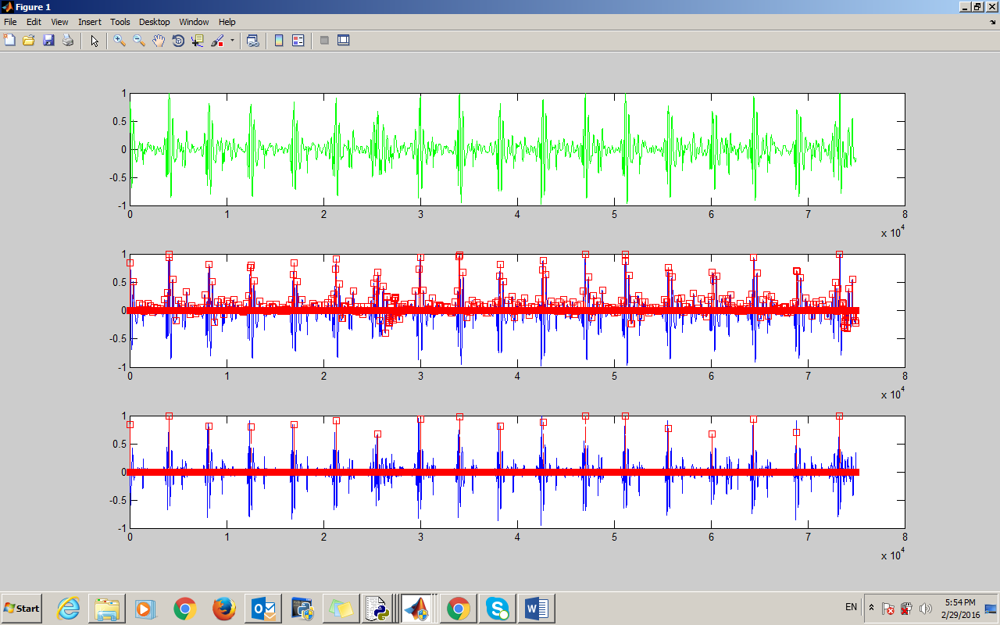 Figure 1
File Edit View Insert Tools Desktop Window Help
1
0.5
0
-0.5
-1
0 1 2 3 4 5 6 7 8
x 10^4
1
0.5
0
-0.5
-1
0 1 2 3 4 5 6 7 8
x 10^4
1
0.5
0
-0.5
-1
0 1 2 3 4 5 6 7 8
x 10^4
Start
EN
5:54 PM
2/29/2016